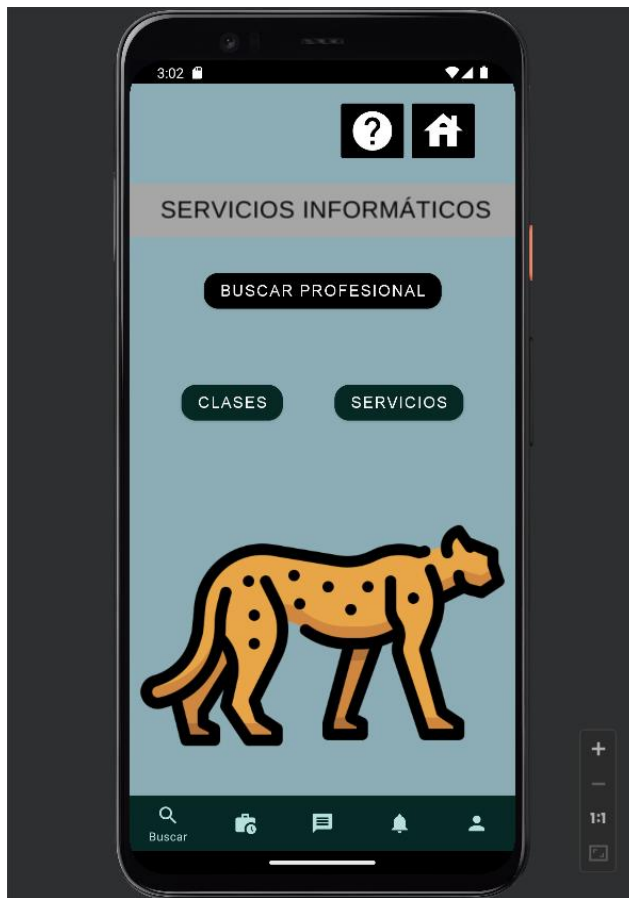 3:02
?
SERVICIOS INFORMÁTICOS
BUSCAR PROFESIONAL
CLASES SERVICIOS
Buscar
1:1